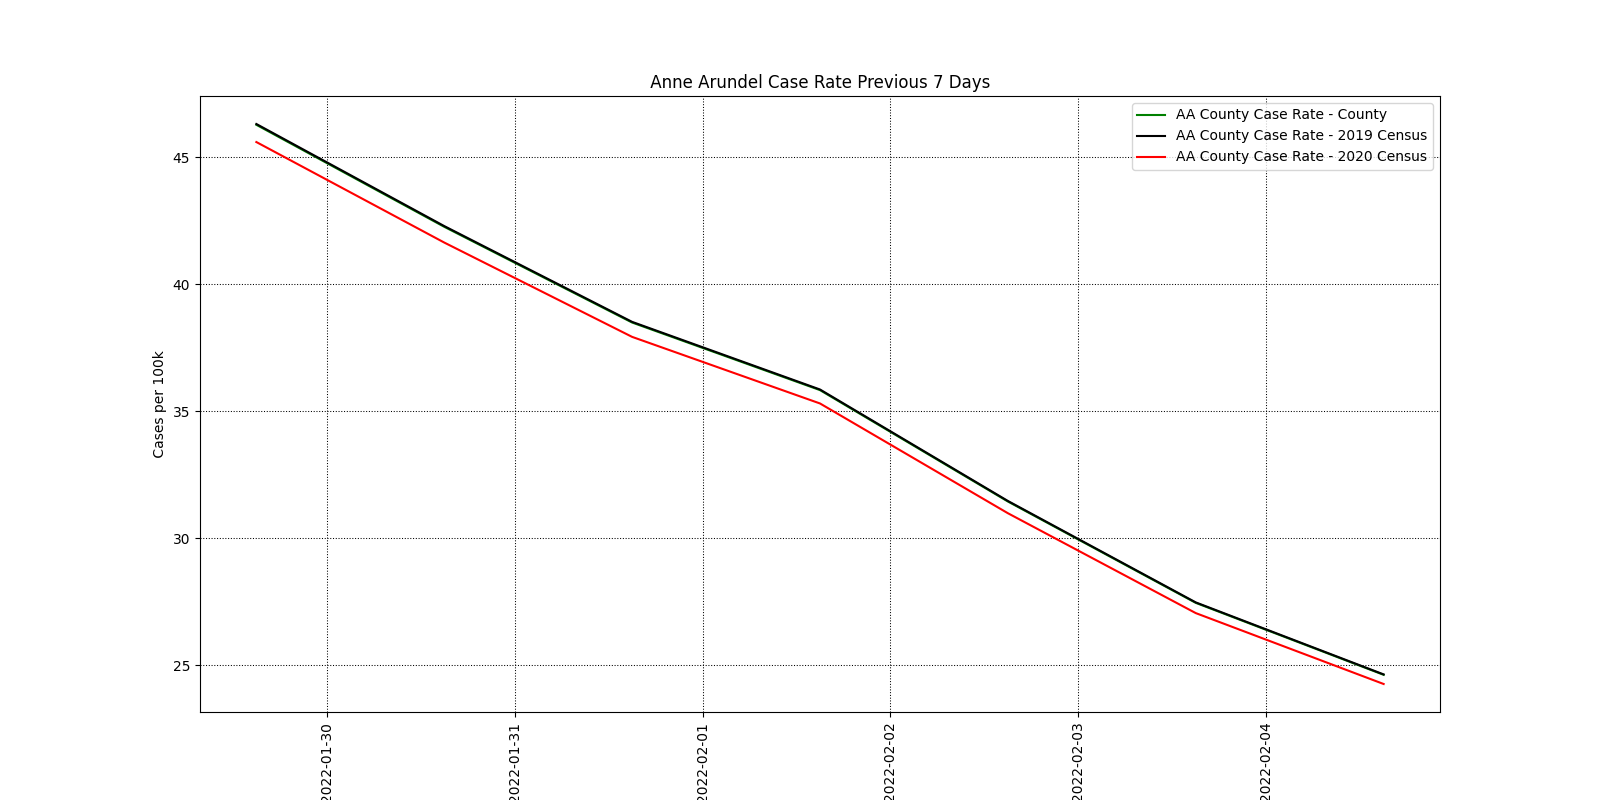 Anne Arundel Case Rate Previous 7 Days
AA County Case Rate - County
AA County Case Rate - 2019 Census
AA County Case Rate - 2020 Census
Cases per 100k
45
40
35
30
25
2022-01-30
2022-01-31
2022-02-01
2022-02-02
2022-02-03
2022-02-04